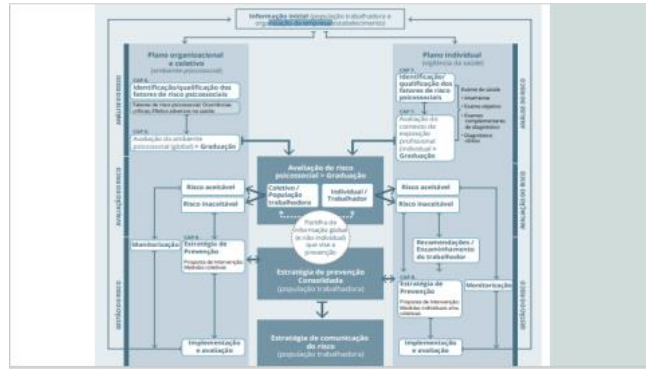 Informação inicial (população trabalhadora e
organização da empresa/estabelecimento)
Plano organizacional
e coletivo
(ambiente psicossocial)
CAP 6.
Identificação/qualificação dos
fatores de risco psicossociais
Fatores de risco psicossocial; Ocorrências
críticas; Efeitos adversos na saúde
CAP 6.
Avaliação do ambiente
psicossocial (global) > Graduação
Plano individual
(vigilância da saúde)
CAP 7.
Identificação/
qualificação dos
fatores de risco
psicossociais
CAP 7.
Avaliação do contexto
de exposição
profissional
(individual) >
Graduação
Exame de saúde
• Anamnese
• Exame objetivo
• Exames
complementares
de diagnóstico
• Diagnóstico
clínico
ANÁLISE DO RISCO
ANÁLISE DO RISCO
Avaliação do risco
psicossocial > Graduação
Coletivo /
População
trabalhadora
Individual /
Trabalhador
Risco aceitável
Risco inaceitável
Risco aceitável
Risco inaceitável
AVALIAÇÃO DO RISCO
AVALIAÇÃO DO RISCO
Partilha de
informação global
(e não individual)
que visa a
prevenção
Monitorização
CAP 8.
Estratégia de
Prevenção
Proposta de Intervenção:
Medidas coletivas
Recomendações /
Encaminhamento
do trabalhador
Estratégia de prevenção
Consolidada
(população trabalhadora)
CAP 8.
Estratégia de
Prevenção
Proposta de Intervenção:
Medidas individuais e/ou
coletivas
Monitorização
GESTÃO DO RISCO
GESTÃO DO RISCO
Implementação
e avaliação
Estratégia de comunicação
do risco
(população trabalhadora)
Implementação
e avaliação